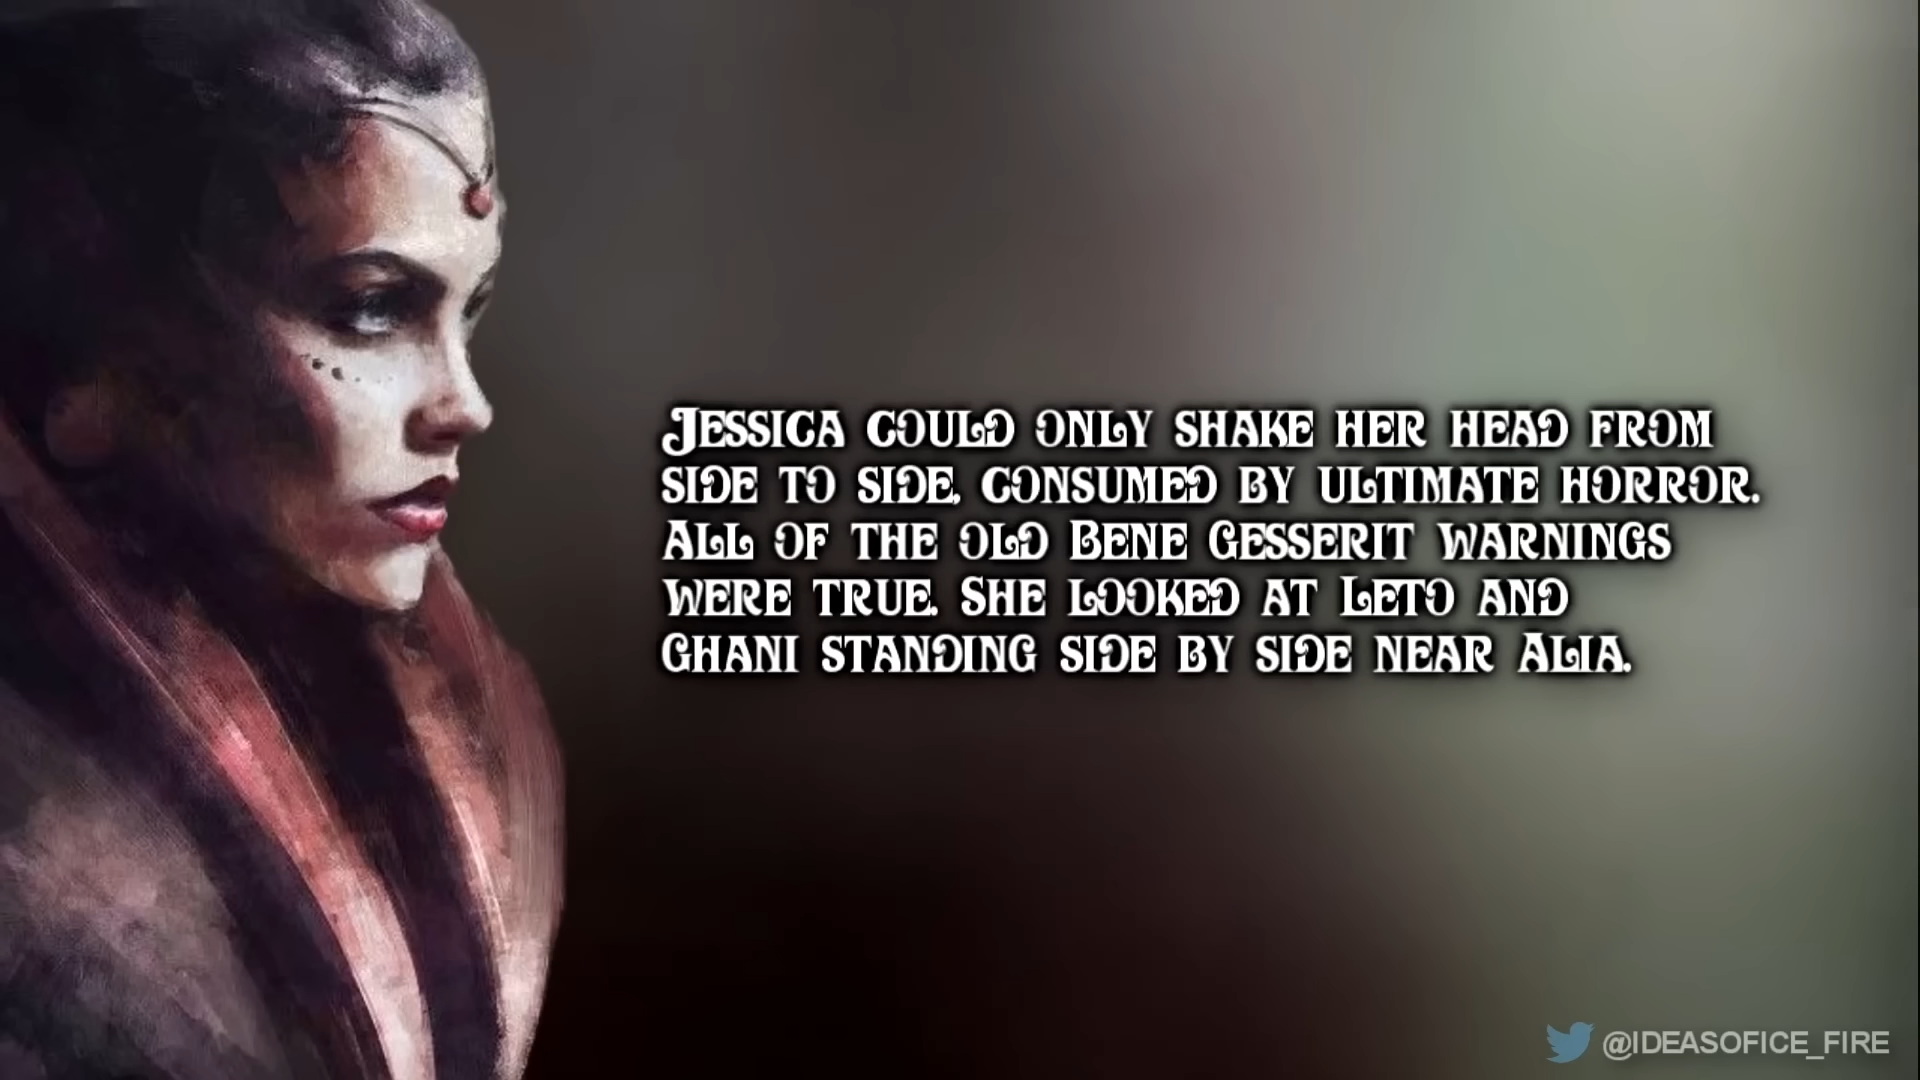 Jessica could only shake her head from
side to side, consumed by ultimate horror.
All of the old Bene Gesserit warnings
were true. She looked at Leto and
Ghani standing side by side near Alia.
@IDEASOFICE_FIRE